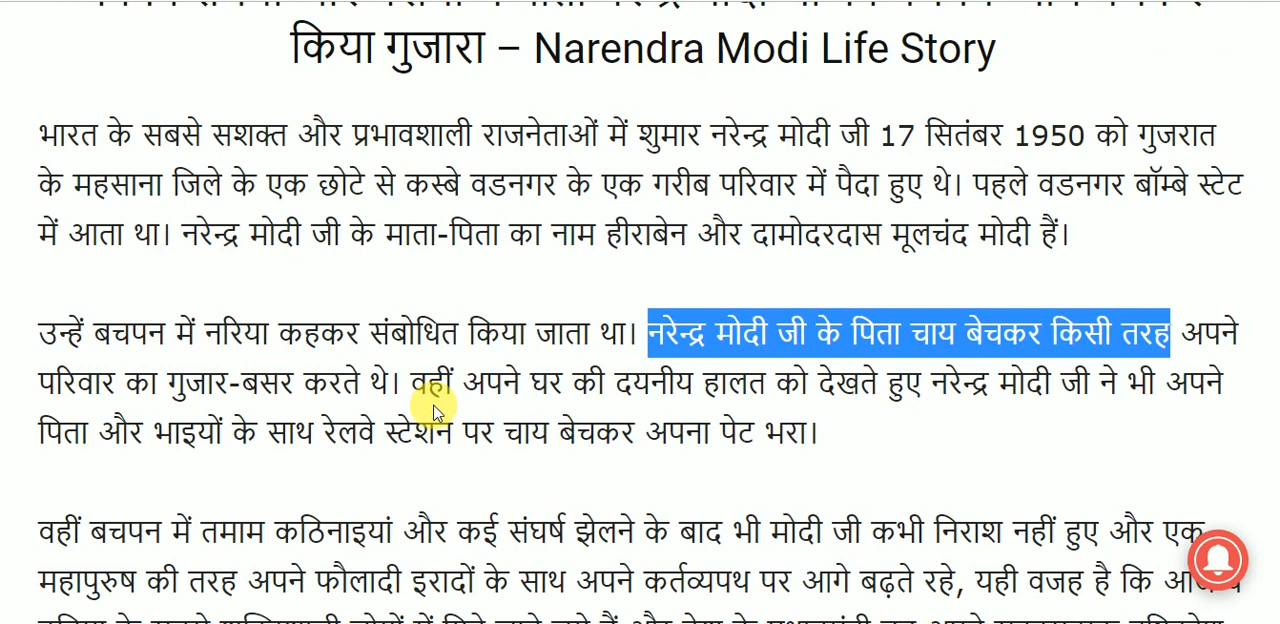 किया गुजारा – Narendra Modi Life Story
भारत के सबसे सशक्त और प्रभावशाली राजनेताओं में शुमार नरेन्द्र मोदी जी 17 सितंबर 1950 को गुजरात
के महसाना जिले के एक छोटे से कस्बे वडनगर के एक गरीब परिवार में पैदा हुए थे। पहले वडनगर बॉम्बे स्टेट
में आता था। नरेन्द्र मोदी जी के माता-पिता का नाम हीराबेन और दामोदरदास मूलचंद मोदी हैं।
उन्हें बचपन में नरिया कहकर संबोधित किया जाता था। नरेन्द्र मोदी जी के पिता चाय बेचकर किसी तरह अपने
परिवार का गुजार-बसर करते थे। वहीं अपने घर की दयनीय हालत को देखते हुए नरेन्द्र मोदी जी ने भी अपने
पिता और भाइयों के साथ रेलवे स्टेशन पर चाय बेचकर अपना पेट भरा।
वहीं बचपन में तमाम कठिनाइयां और कई संघर्ष झेलने के बाद भी मोदी जी कभी निराश नहीं हुए और एक
महापुरुष की तरह अपने फौलादी इरादों के साथ अपने कर्तव्यपथ पर आगे बढ़ते रहे, यही वजह है कि